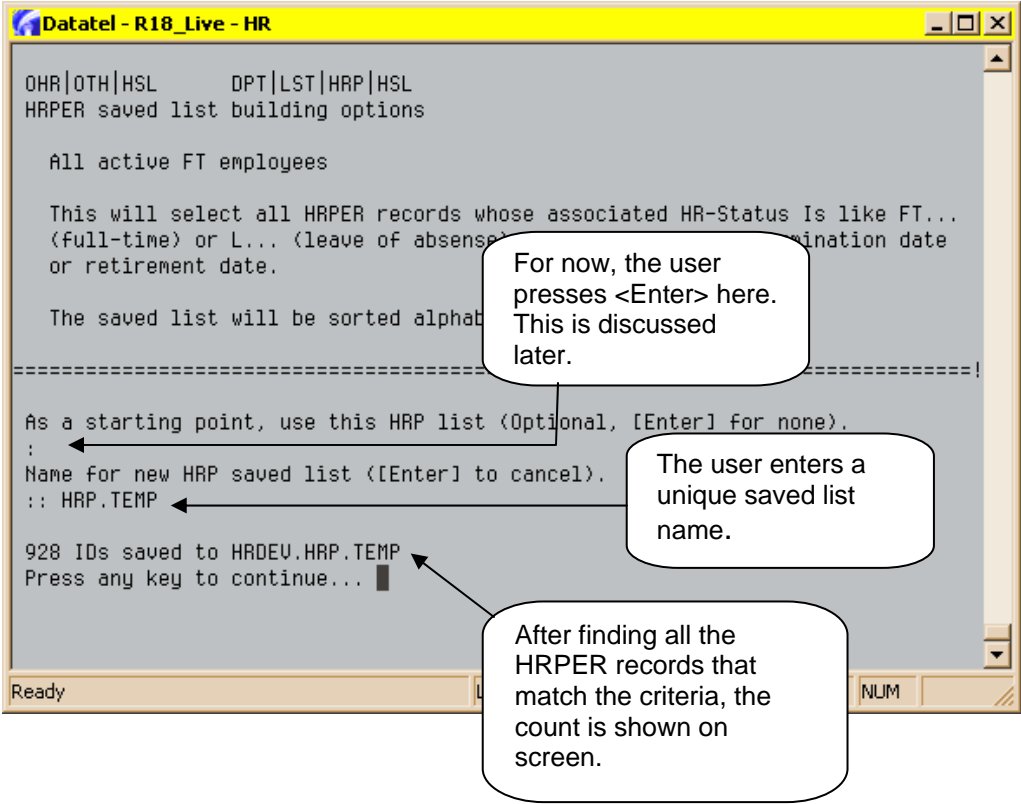 Datatel - R18_Live - HR
OHR|OTH|HSL DPT|LST|HRP|HSL
HRPER saved list building options
All active FT employees
This will select all HRPER records whose associated HR-Status Is like FT...
(full-time) or L... (leave of absense) mination date
or retirement date.
The saved list will be sorted alphab
For now, the user
presses <Enter> here.
This is discussed
later.
================================================================================!
As a starting point, use this HRP list (Optional, [Enter] for none).
:
Name for new HRP saved list ([Enter] to cancel).
:: HRP.TEMP
The user enters a
unique saved list
name.
928 IDs saved to HRDEV.HRP.TEMP
Press any key to continue...
After finding all the
HRPER records that
match the criteria, the
count is shown on
screen.
Ready NUM